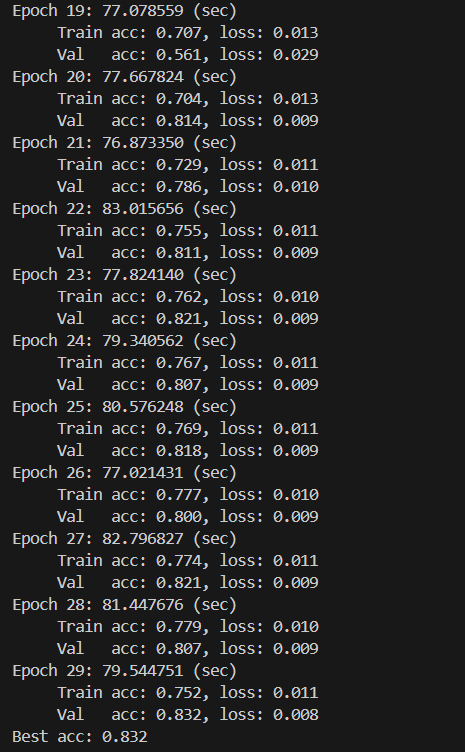 Epoch 19: 77.078559 (sec)
Train acc: 0.707, loss: 0.013
Val acc: 0.561, loss: 0.029
Epoch 20: 77.667824 (sec)
Train acc: 0.704, loss: 0.013
Val acc: 0.814, loss: 0.009
Epoch 21: 76.873350 (sec)
Train acc: 0.729, loss: 0.011
Val acc: 0.786, loss: 0.010
Epoch 22: 83.015656 (sec)
Train acc: 0.755, loss: 0.011
Val acc: 0.811, loss: 0.009
Epoch 23: 77.824140 (sec)
Train acc: 0.762, loss: 0.010
Val acc: 0.821, loss: 0.009
Epoch 24: 79.340562 (sec)
Train acc: 0.767, loss: 0.011
Val acc: 0.807, loss: 0.009
Epoch 25: 80.576248 (sec)
Train acc: 0.769, loss: 0.011
Val acc: 0.818, loss: 0.009
Epoch 26: 77.021431 (sec)
Train acc: 0.777, loss: 0.010
Val acc: 0.800, loss: 0.009
Epoch 27: 82.796827 (sec)
Train acc: 0.774, loss: 0.011
Val acc: 0.821, loss: 0.009
Epoch 28: 81.447676 (sec)
Train acc: 0.779, loss: 0.010
Val acc: 0.807, loss: 0.009
Epoch 29: 79.544751 (sec)
Train acc: 0.752, loss: 0.011
Val acc: 0.832, loss: 0.008
Best acc: 0.832